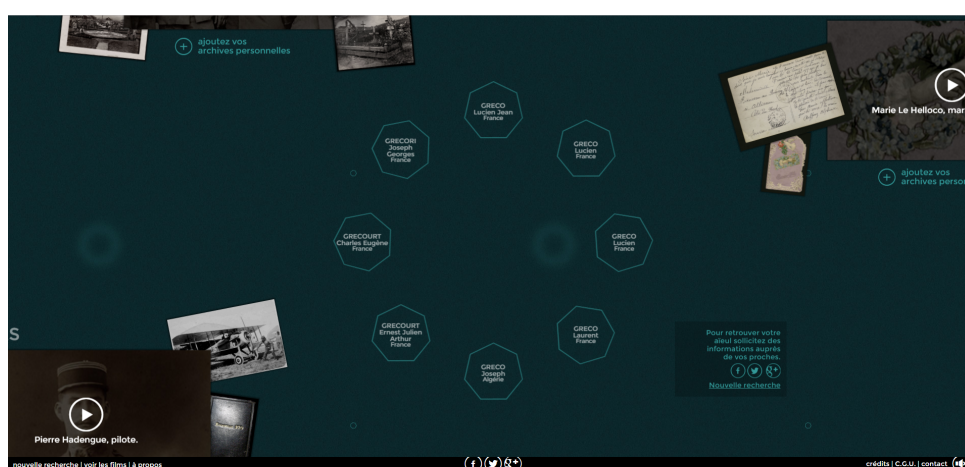 ajoutez vos
archives personnelles
GRECO
Lucien Jean
France
GRECORI
Joseph
Georges
France
GRECO
Lucien
France
Marie Le Helloco, mar
ajoutez vos
archives perso
GRECOURT
Charles Eugène
France
GRECO
Lucien
France
S
GRECOURT
Ernest Julien
Arthur
France
GRECO
Laurent
France
GRECO
Joseph
Algérie
Pour retrouver votre
aïeul sollicitez des
informations auprès
de vos proches.
Nouvelle recherche
Pierre Hadengue, pilote.
nouvelle recherche | voir les films | à propos
crédits | C.G.U. | contact